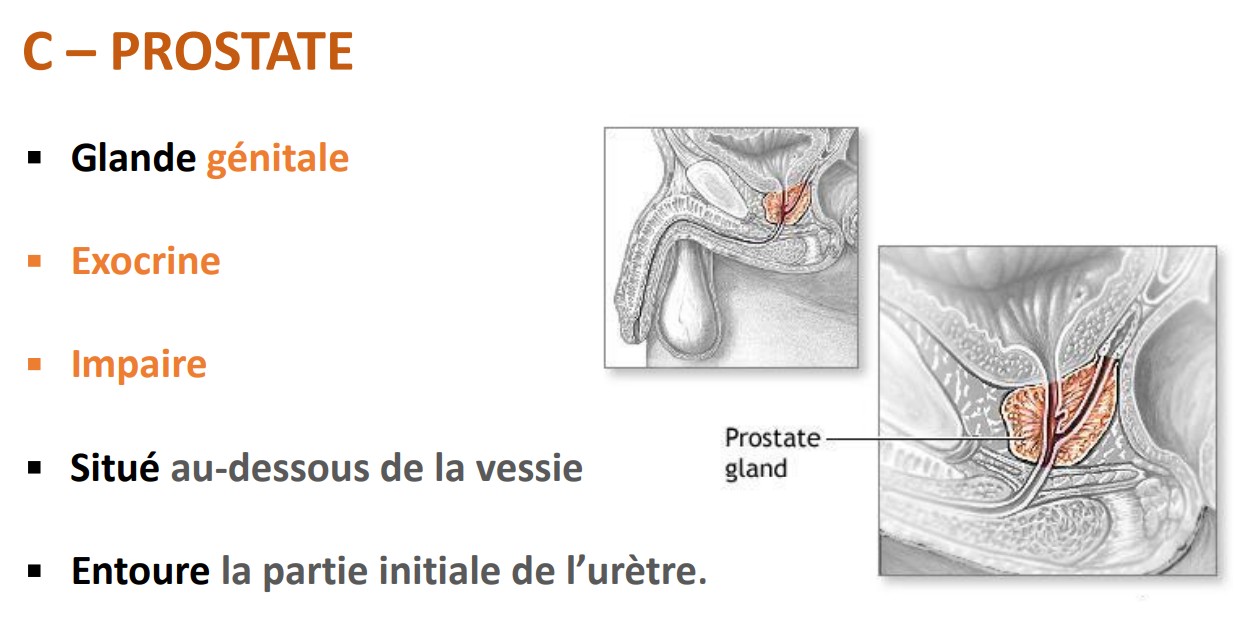 C – PROSTATE
▪ Glande génitale
▪ Exocrine
▪ Impaire
▪ Situé au-dessous de la vessie
▪ Entoure la partie initiale de l’urètre.
Prostate
gland